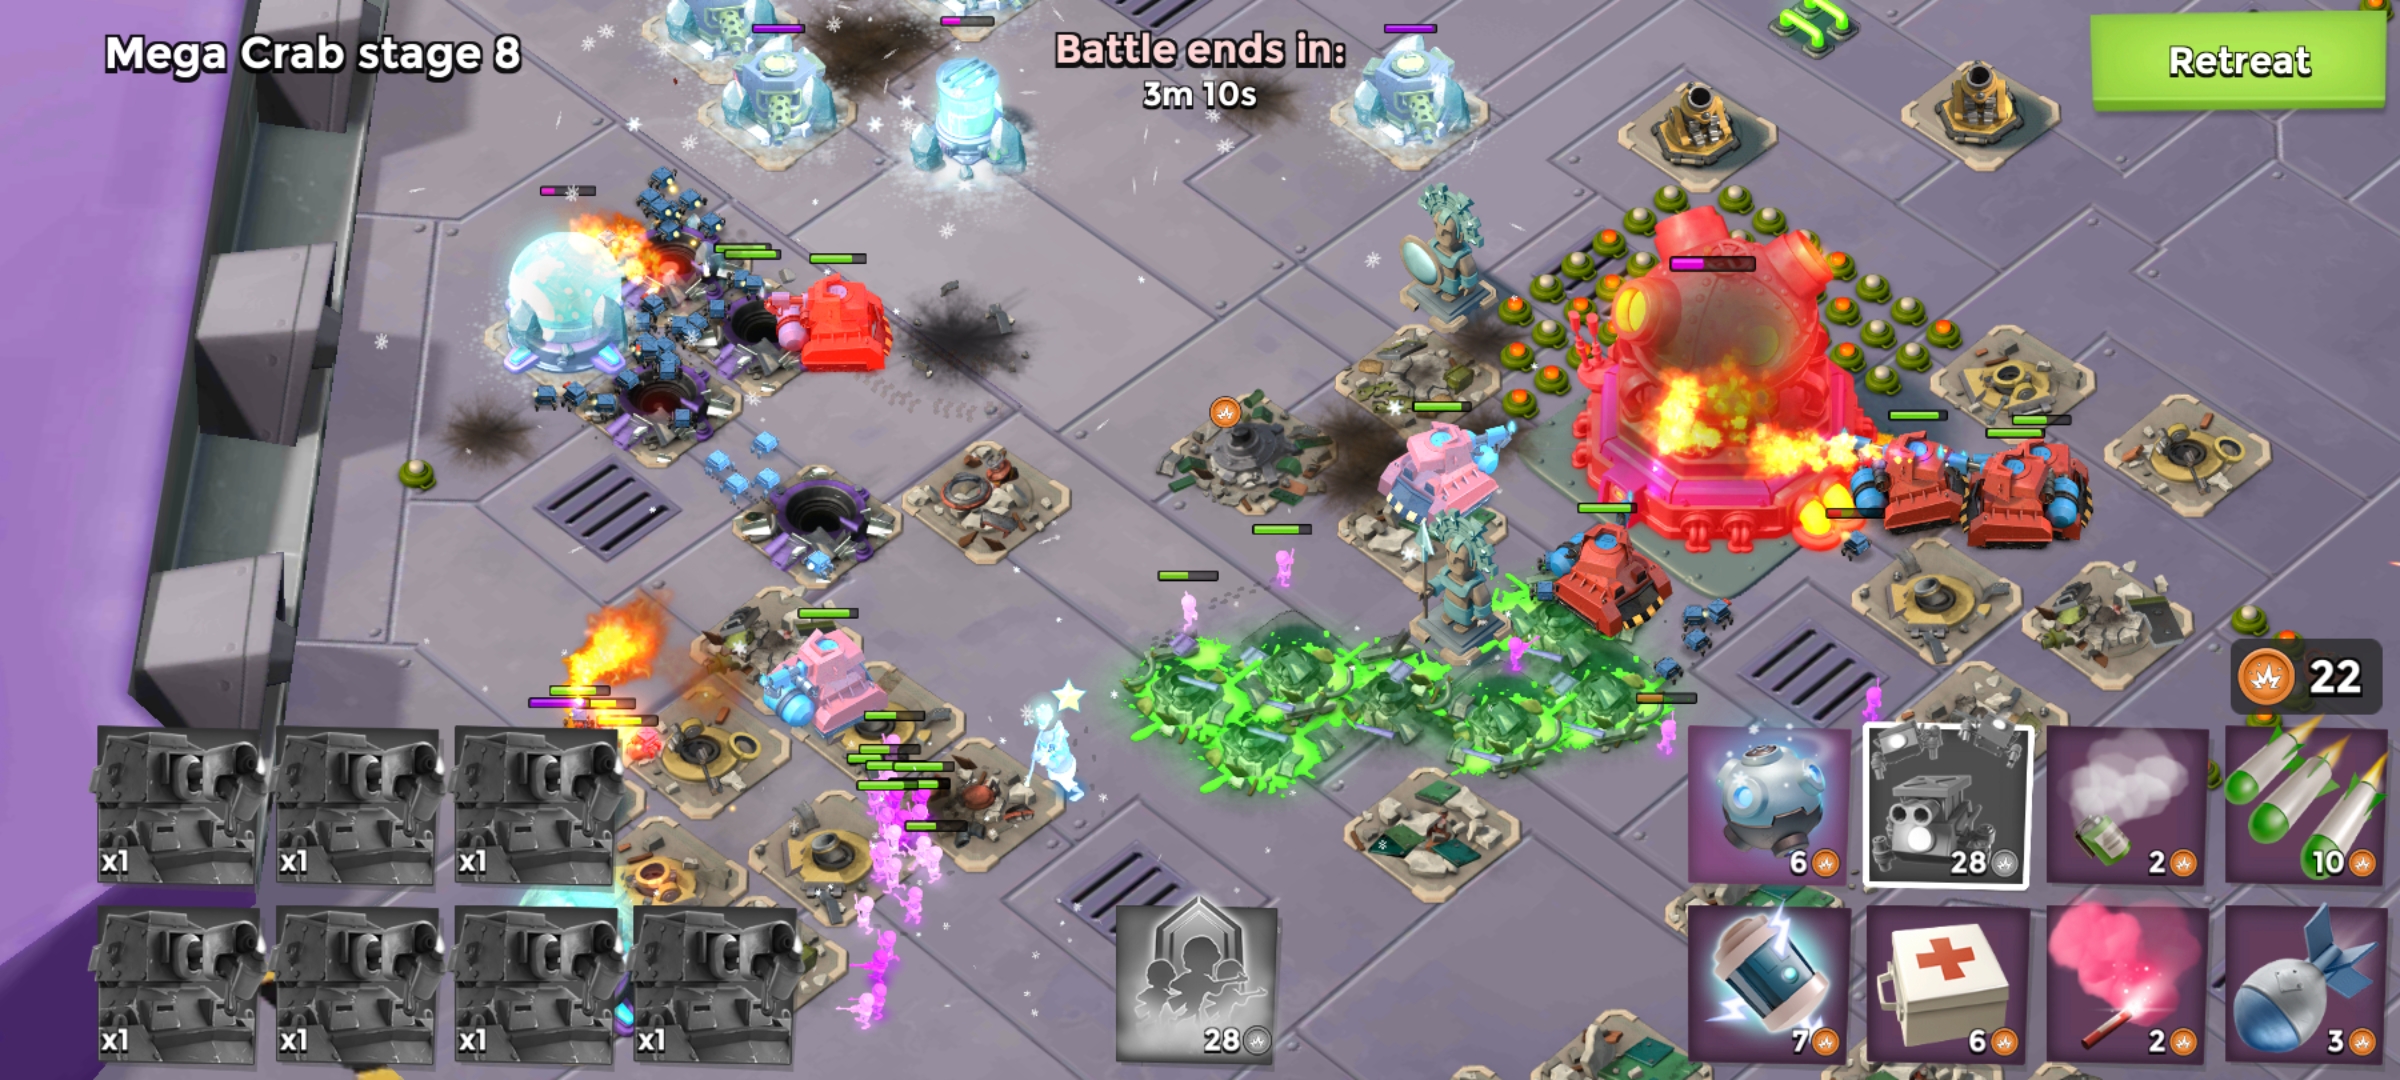 Mega Crab stage 8
Battle ends in:
3m 10s
Retreat
22
x1
x1
x1
6
28
2
10
x1
x1
x1
x1
28
7
6
2
3